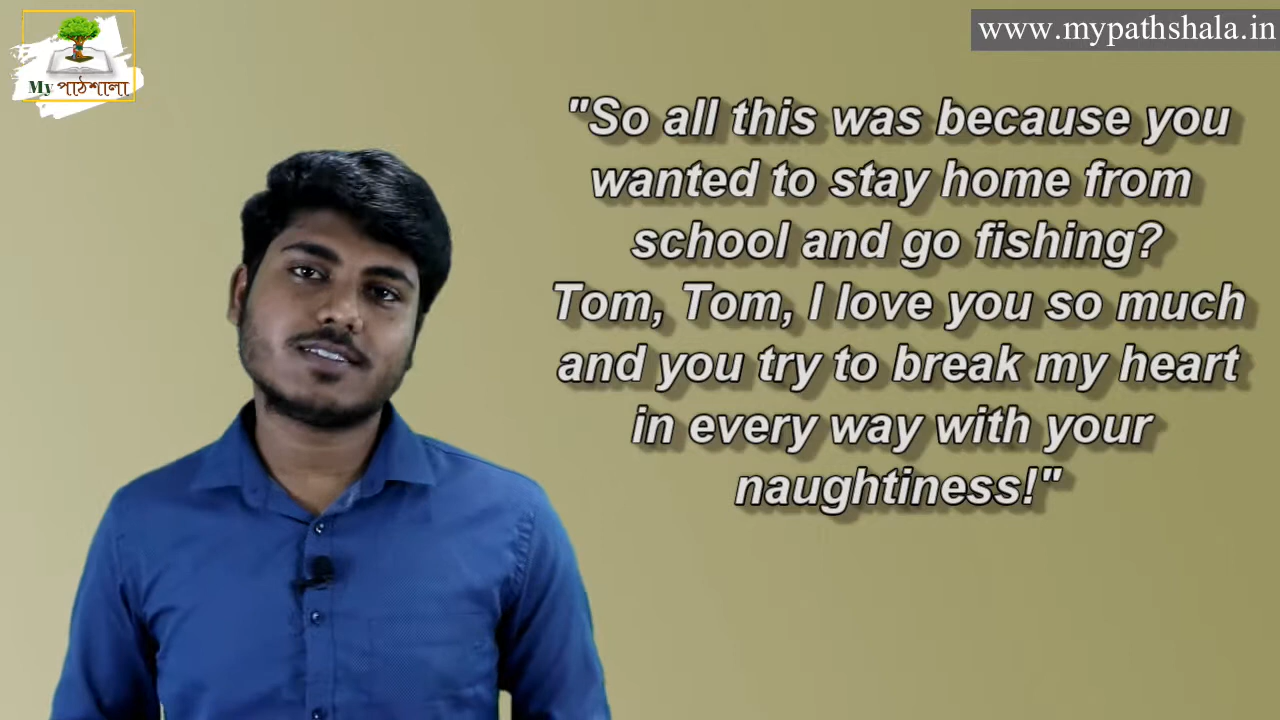 www.mypathshala.in
My পাঠশালা
"So all this was because you
wanted to stay home from
school and go fishing?
Tom, Tom, I love you so much
and you try to break my heart
in every way with your
naughtiness!"